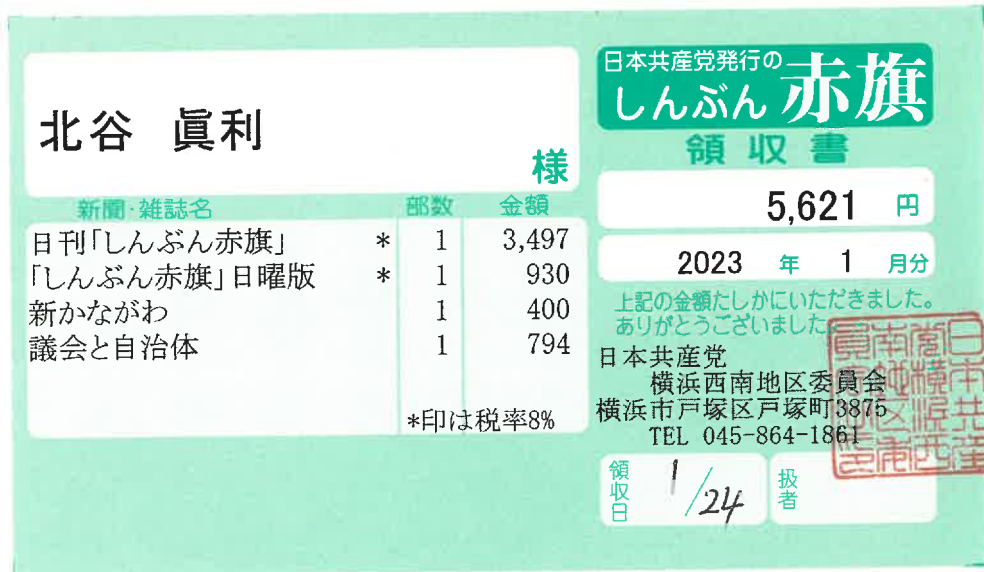 北谷 眞利
様
新聞・雑誌名 部数 金額
日刊「しんぶん赤旗」 * 1 3,497
「しんぶん赤旗」日曜版 * 1 930
新かながわ 1 400
議会と自治体 1 794
*印は税率8%
日本共産党発行の
しんぶん赤旗
領収書
5,621 円
2023 年 1 月分
上記の金額たしかにいただきました。
ありがとうございました
日本共産党
横浜西南地区委員会
横浜市戸塚区戸塚町3875
TEL 045-864-1861
領収日 1/24
扱者